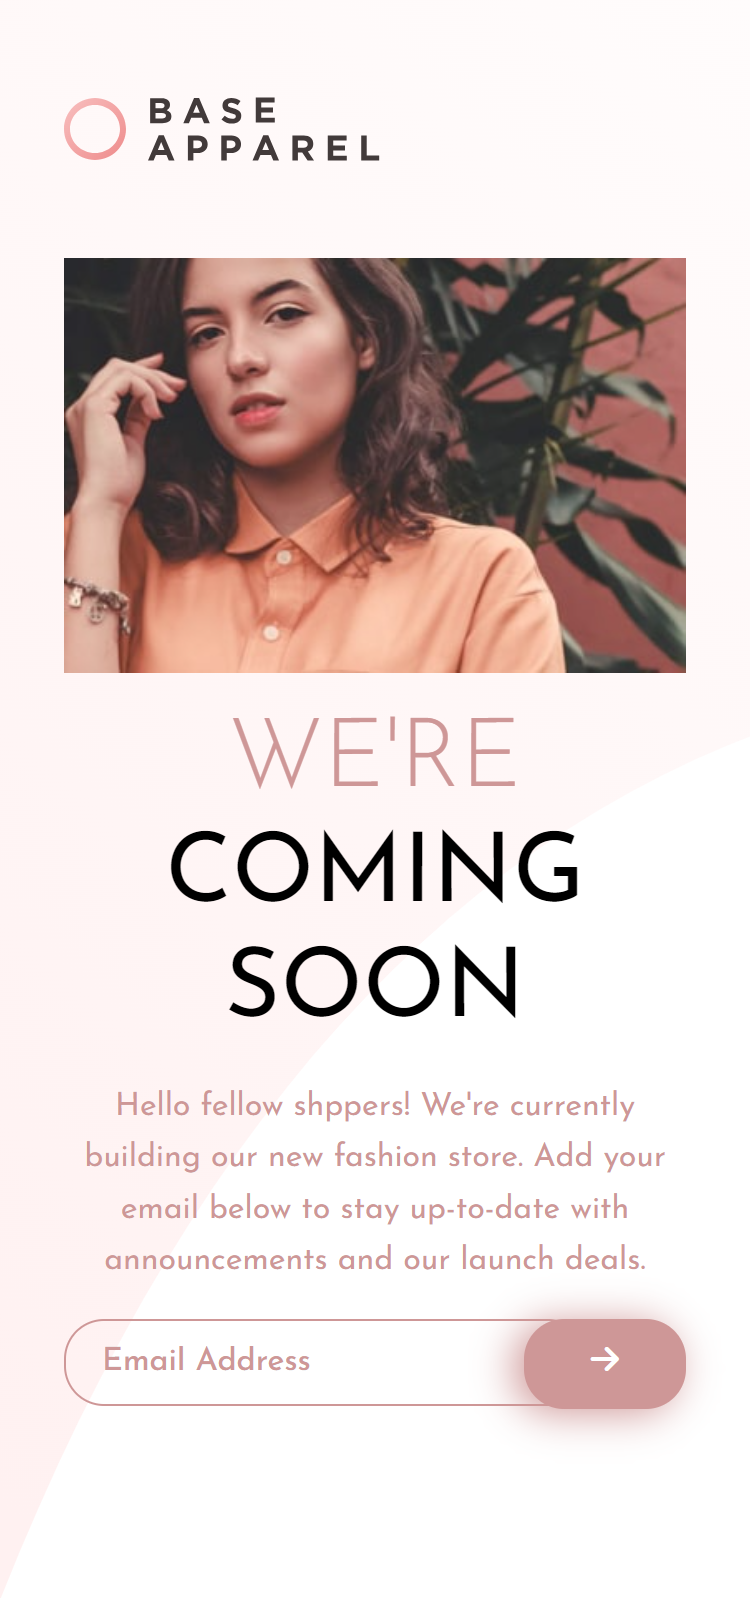 BASE
APPAREL
WE'RE
COMING
SOON
Hello fellow shppers! We're currently
building our new fashion store. Add your
email below to stay up-to-date with
announcements and our launch deals.
Email Address